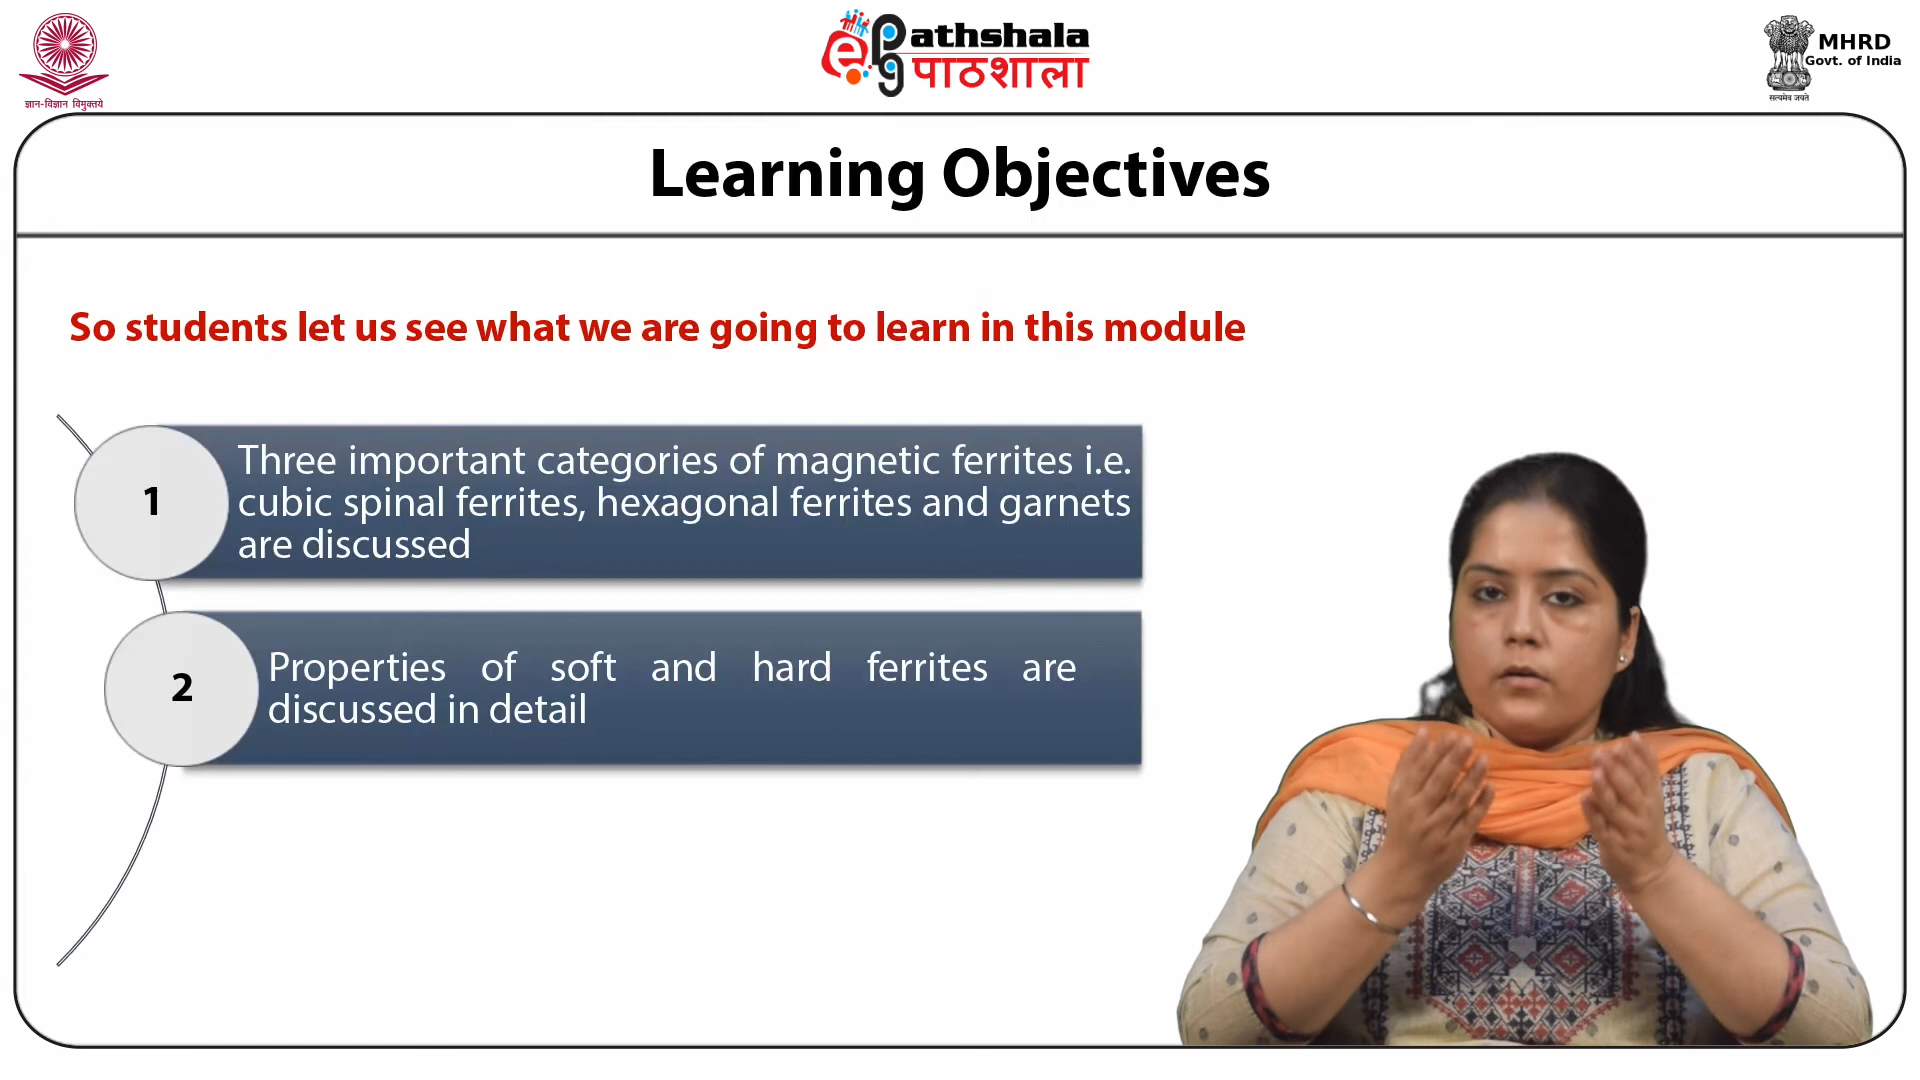 ज्ञान-विज्ञान विमुक्तये
ePathshala
पाठशाला
MHRD
Govt. of India
सत्यमेव जयते
Learning Objectives
So students let us see what we are going to learn in this module
1
Three important categories of magnetic ferrites i.e.
cubic spinal ferrites, hexagonal ferrites and garnets
are discussed
2
Properties of soft and hard ferrites are
discussed in detail